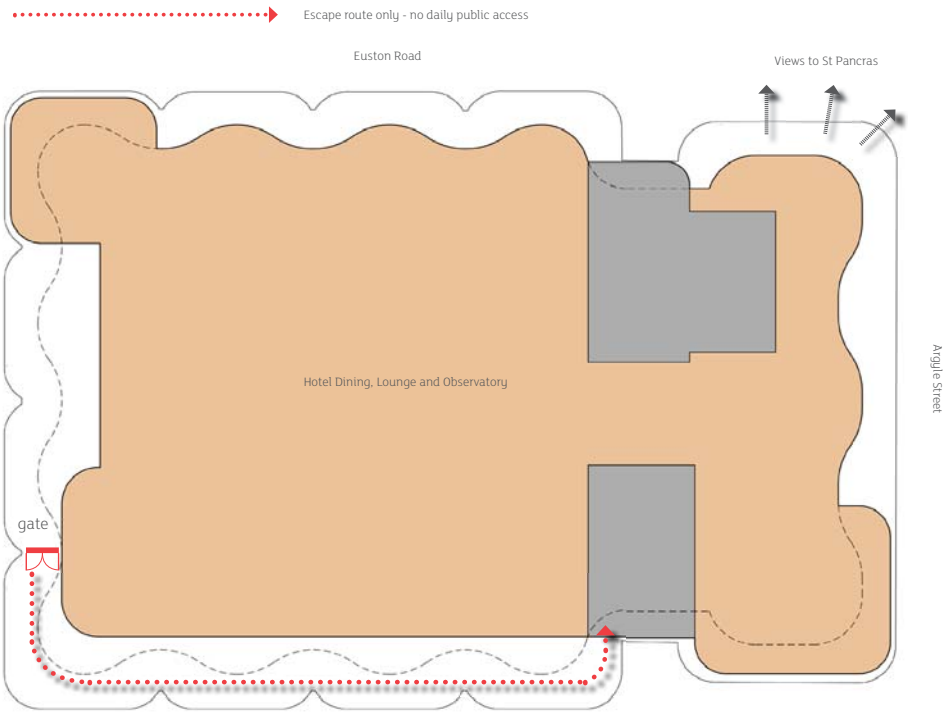 Escape route only - no daily public access
Euston Road
Views to St Pancras
Argyle Street
Hotel Dining, Lounge and Observatory
gate